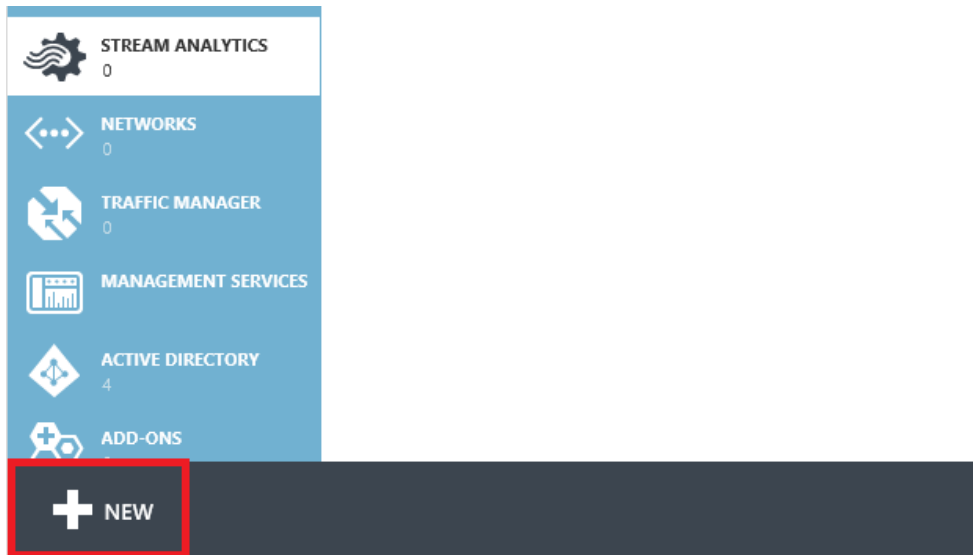 STREAM ANALYTICS
0
NETWORKS
0
TRAFFIC MANAGER
0
MANAGEMENT SERVICES
ACTIVE DIRECTORY
4
ADD-ONS
NEW